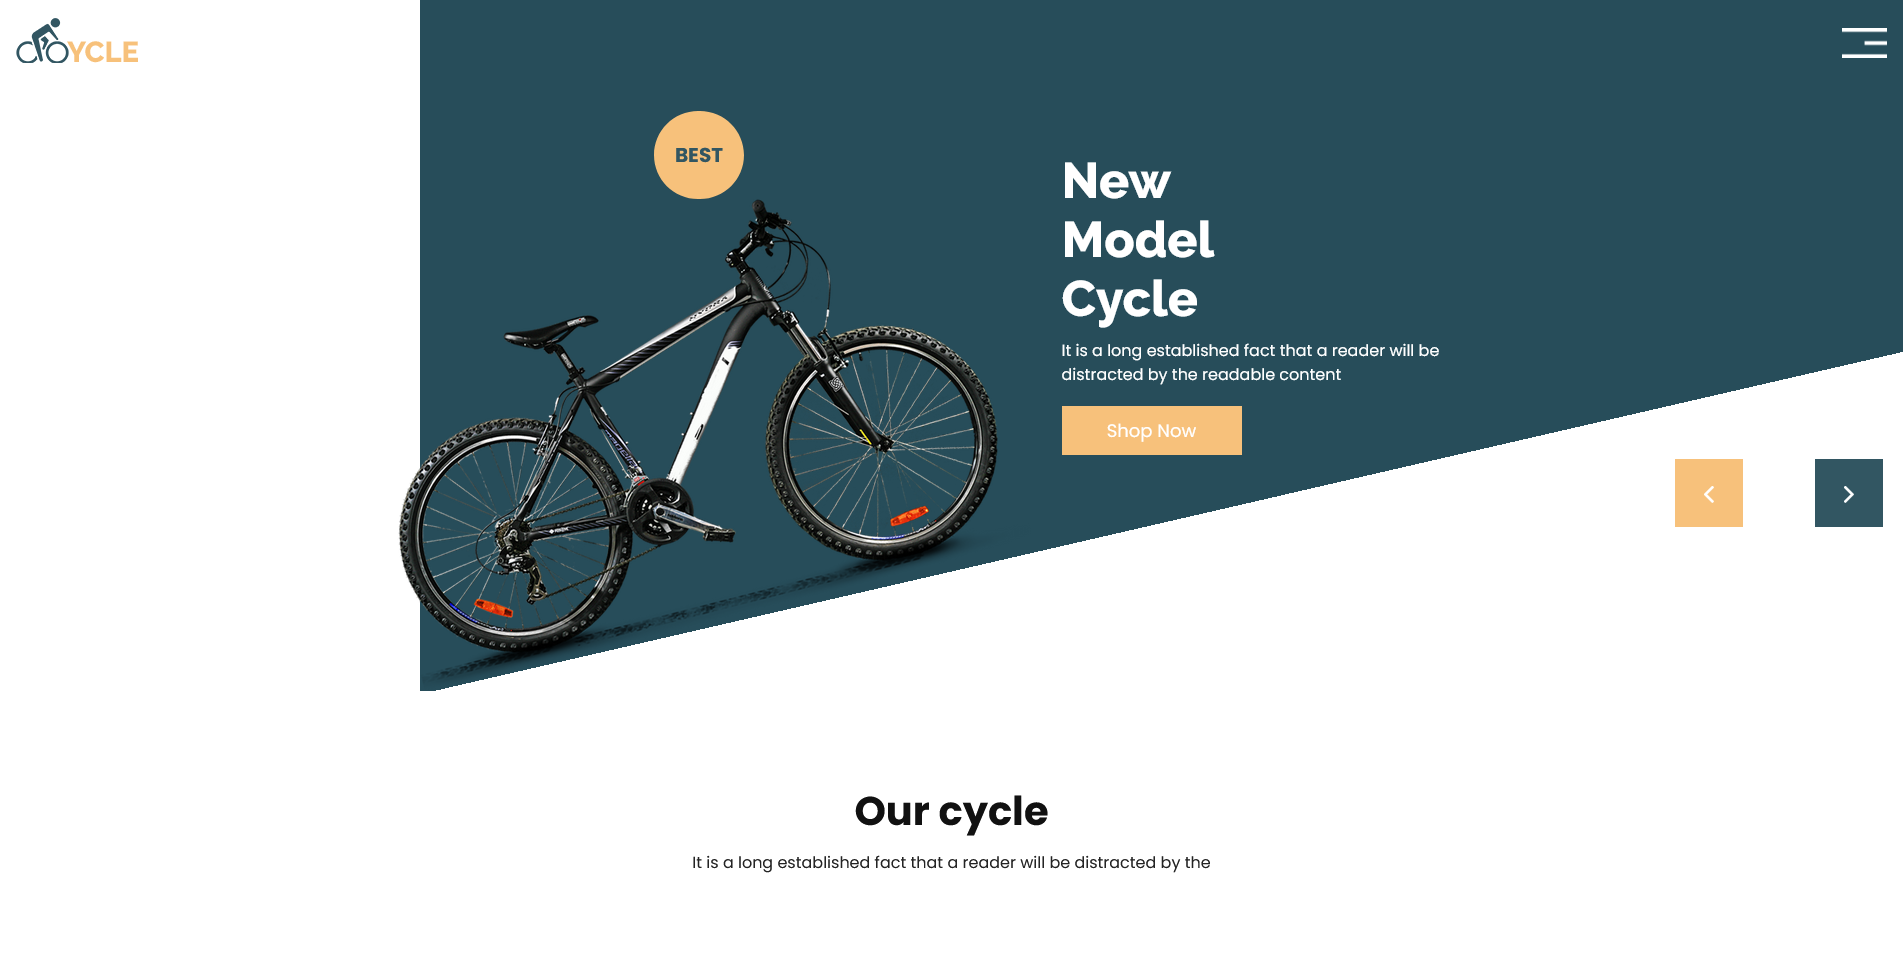 YCLE
BEST
New
Model
Cycle
It is a long established fact that a reader will be
distracted by the readable content
Shop Now
Our cycle
It is a long established fact that a reader will be distracted by the